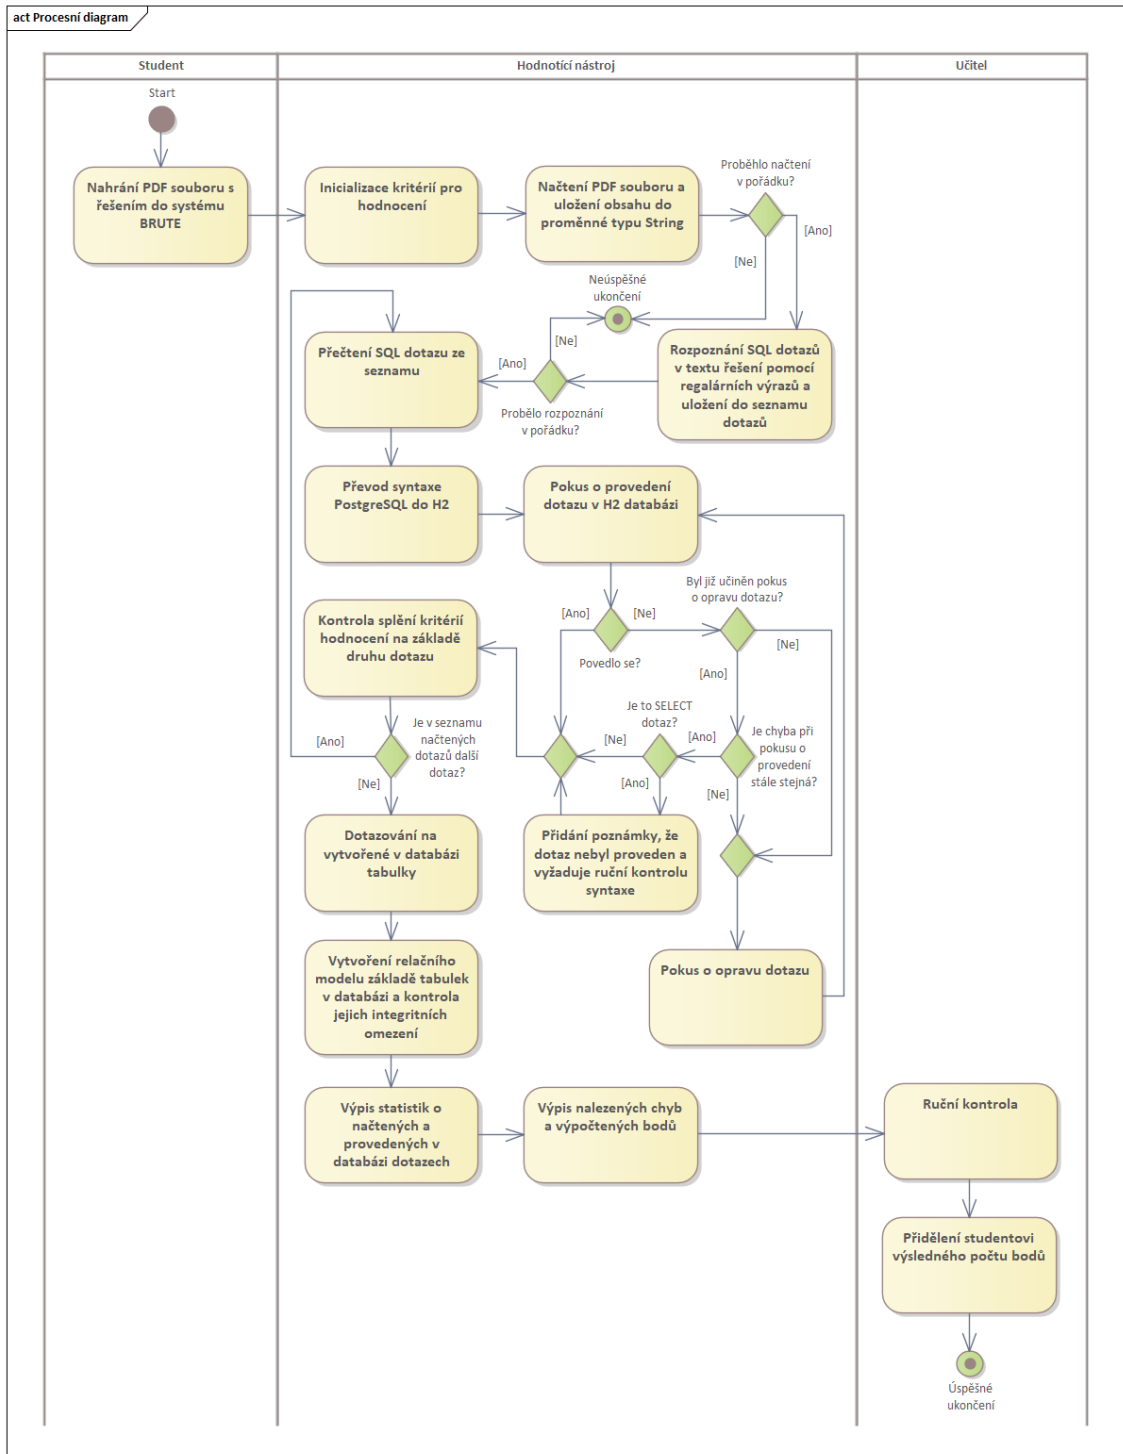 act Procesní diagram
Student
Hodnotící nástroj
Učitel
Start
Nahrání PDF souboru s
řešením do systému
BRUTE
Inicializace kritérií pro
hodnocení
Načtení PDF souboru a
uložení obsahu do
proměnné typu String
Proběhlo načtení
v pořádku?
[Ano]
[Ne]
Neúspěšné
ukončení
[Ne]
[Ano]
Přečtení SQL dotazu ze
seznamu
Probělo rozpoznání
v pořádku?
Rozpoznání SQL dotazů
v textu řešení pomocí
regalárních výrazů a
uložení do seznamu
dotazů
Převod syntaxe
PostgreSQL do H2
Pokus o provedení
dotazu v H2 databázi
Byl již učiněn pokus
o opravu dotazu?
[Ano]
[Ne]
Povedlo se?
[Ne]
[Ano]
Kontrola splění kritérií
hodnocení na základě
druhu dotazu
Je to SELECT
dotaz?
[Ne]
[Ano]
[Ano]
Je chyba při
pokusu o
provedení
stále stejná?
[Ne]
Je v seznamu
načtených
dotazů další
dotaz?
[Ano]
[Ne]
Dotazování na
vytvořené v databázi
tabulky
Přidání poznámky, že
dotaz nebyl proveden a
vyžaduje ruční kontrolu
syntaxe
Vytvoření relačního
modelu základě tabulek
v databázi a kontrola
jejich integritních
omezení
Pokus o opravu dotazu
Výpis statistik o
načtených a
provedených v
databázi dotazech
Výpis nalezených chyb
a výpočtených bodů
Ruční kontrola
Přidělení studentovi
výsledného počtu bodů
Úspěšné
ukončení